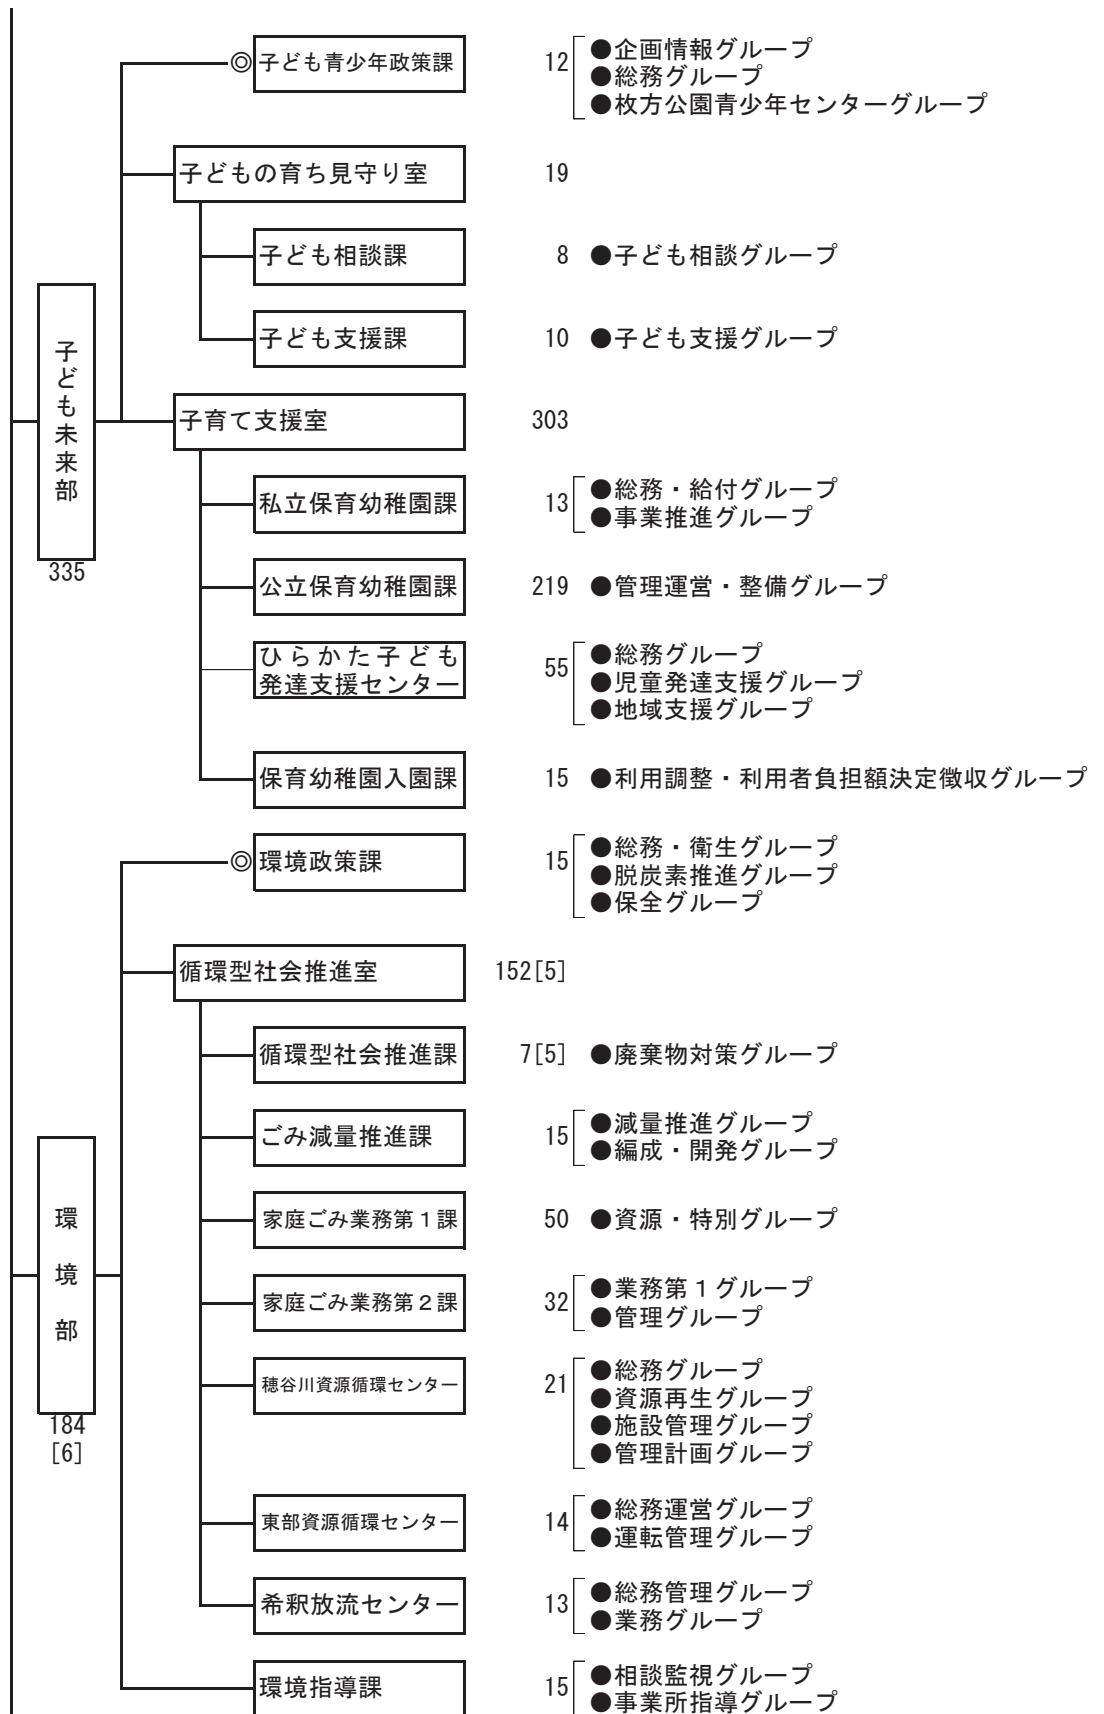 ◎子ども青少年政策課
12
●企画情報グループ
●総務グループ
●枚方公園青少年センターグループ
子どもの育ち見守り室
19
子ども相談課
8
●子ども相談グループ
子ども支援課
10
●子ども支援グループ
子ども未来部
335
子育て支援室
303
私立保育幼稚園課
13
●総務・給付グループ
●事業推進グループ
公立保育幼稚園課
219
●管理運営・整備グループ
ひらかた子ども
発達支援センター
55
●総務グループ
●児童発達支援グループ
●地域支援グループ
保育幼稚園入園課
15
●利用調整・利用者負担額決定徴収グループ
◎環境政策課
15
●総務・衛生グループ
●脱炭素推進グループ
●保全グループ
循環型社会推進室
152[5]
循環型社会推進課
7[5]
●廃棄物対策グループ
ごみ減量推進課
15
●減量推進グループ
●編成・開発グループ
環境部
184
[6]
家庭ごみ業務第１課
50
●資源・特別グループ
家庭ごみ業務第２課
32
●業務第１グループ
●管理グループ
穂谷川資源循環センター
21
●総務グループ
●資源再生グループ
●施設管理グループ
●管理計画グループ
東部資源循環センター
14
●総務運営グループ
●運転管理グループ
希釈放流センター
13
●総務管理グループ
●業務グループ
環境指導課
15
●相談監視グループ
●事業所指導グループ